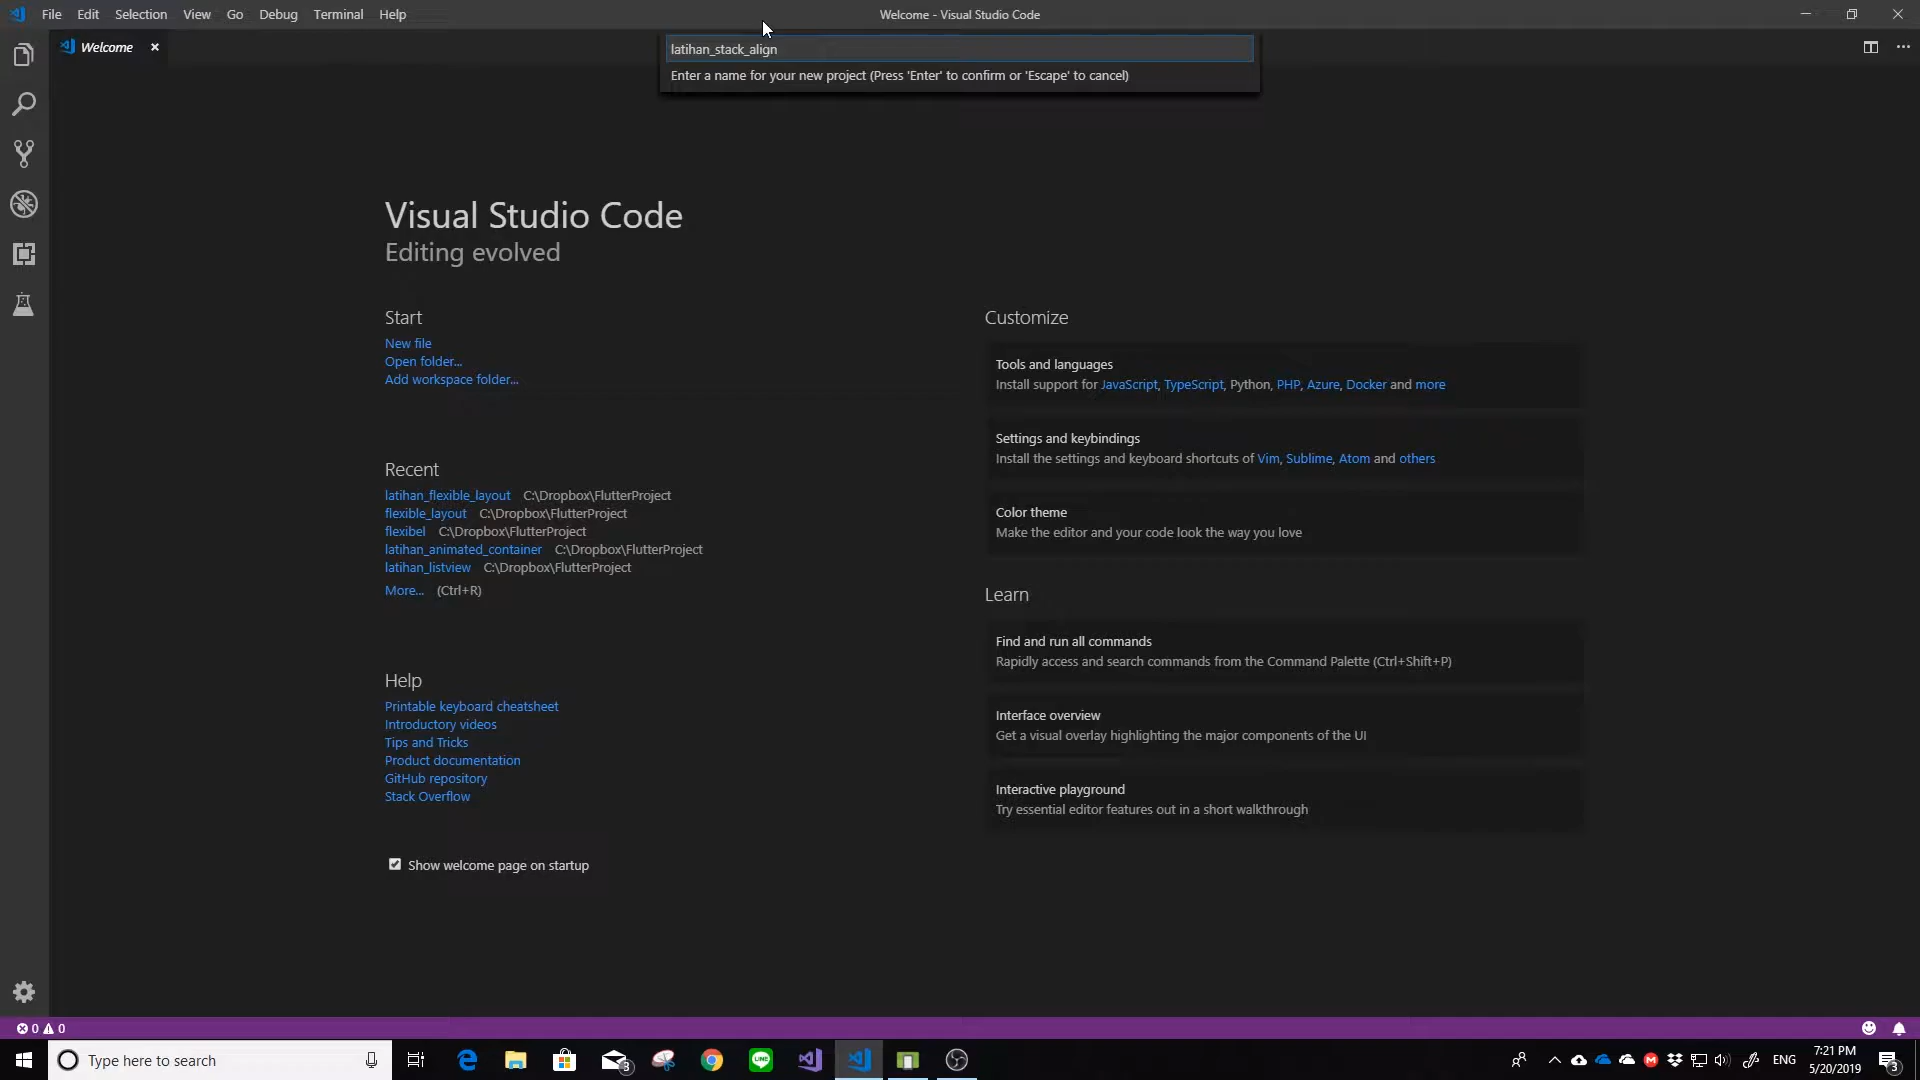 File Edit Selection View Go Debug Terminal Help
Welcome - Visual Studio Code
Welcome
latihan_stack_align
Enter a name for your new project (Press 'Enter' to confirm or 'Escape' to cancel)
Visual Studio Code
Editing evolved
Start
New file
Open folder...
Add workspace folder...
Recent
latihan_flexible_layout C:\Dropbox\FlutterProject
flexible_layout C:\Dropbox\FlutterProject
flexibel C:\Dropbox\FlutterProject
latihan_animated_container C:\Dropbox\FlutterProject
latihan_listview C:\Dropbox\FlutterProject
More... (Ctrl+R)
Help
Printable keyboard cheatsheet
Introductory videos
Tips and Tricks
Product documentation
GitHub repository
Stack Overflow
Show welcome page on startup
Customize
Tools and languages
Install support for JavaScript, TypeScript, Python, PHP, Azure, Docker and more
Settings and keybindings
Install the settings and keyboard shortcuts of Vim, Sublime, Atom and others
Color theme
Make the editor and your code look the way you love
Learn
Find and run all commands
Rapidly access and search commands from the Command Palette (Ctrl+Shift+P)
Interface overview
Get a visual overlay highlighting the major components of the UI
Interactive playground
Try essential editor features out in a short walkthrough
0 0
Type here to search
3
LINE
ENG
7:21 PM
5/20/2019
3